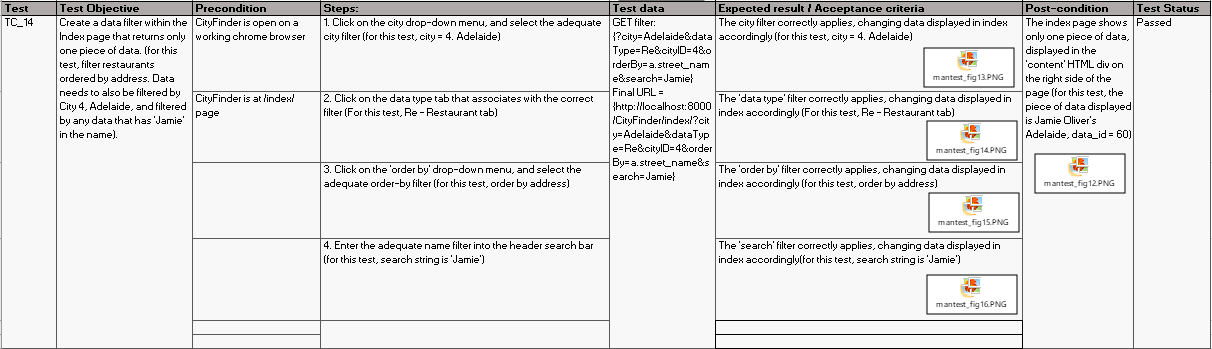 Test
Test Objective
Precondition
Steps:
Test data
Expected result / Acceptance criteria
Post-condition
Test Status
TC_14
Create a data filter within the
Index page that returns only
one piece of data. (for this
test, filter restaurants
ordered by address. Data
needs to also be filtered by
City 4, Adelaide, and filtered
by any data that has 'Jamie'
in the name).
CityFinder is open on a
working chrome browser
1. Click on the city drop-down menu, and select the adequate
city filter (for this test, city = 4. Adelaide)
GET filter:
{?city=Adelaide&data
Type=Re&cityID=4&o
rderBy=a.street_nam
e&search=Jamie}
Final URL =
{http://localhost:8000
/CityFinder/index/?cit
y=Adelaide&dataTyp
e=Re&cityID=4&order
By=a.street_name&s
earch=Jamie}
The city filter correctly applies, changing data displayed in index
accordingly (for this test, city = 4. Adelaide)
mantest_fig13.PNG
The index page shows
only one piece of data,
displayed in the
'content' HTML div on
the right side of the
page (for this test, the
piece of data displayed
is Jamie Oliver's
Adelaide, data_id = 60)
mantest_fig12.PNG
Passed
CityFinder is at /index/
page
2. Click on the data type tab that associates with the correct
filter (For this test, Re - Restaurant tab)
The 'data type' filter correctly applies, changing data displayed in
index accordingly (For this test, Re - Restaurant tab)
mantest_fig14.PNG
3. Click on the 'order by' drop-down menu, and select the
adequate order-by filter (for this test, order by address)
The 'order by' filter correctly applies, changing data displayed in
index accordingly (for this test, order by address)
mantest_fig15.PNG
4. Enter the adequate name filter into the header search bar
(for this test, search string is 'Jamie')
The 'search' filter correctly applies, changing data displayed in
index accordingly(for this test, search string is 'Jamie')
mantest_fig16.PNG